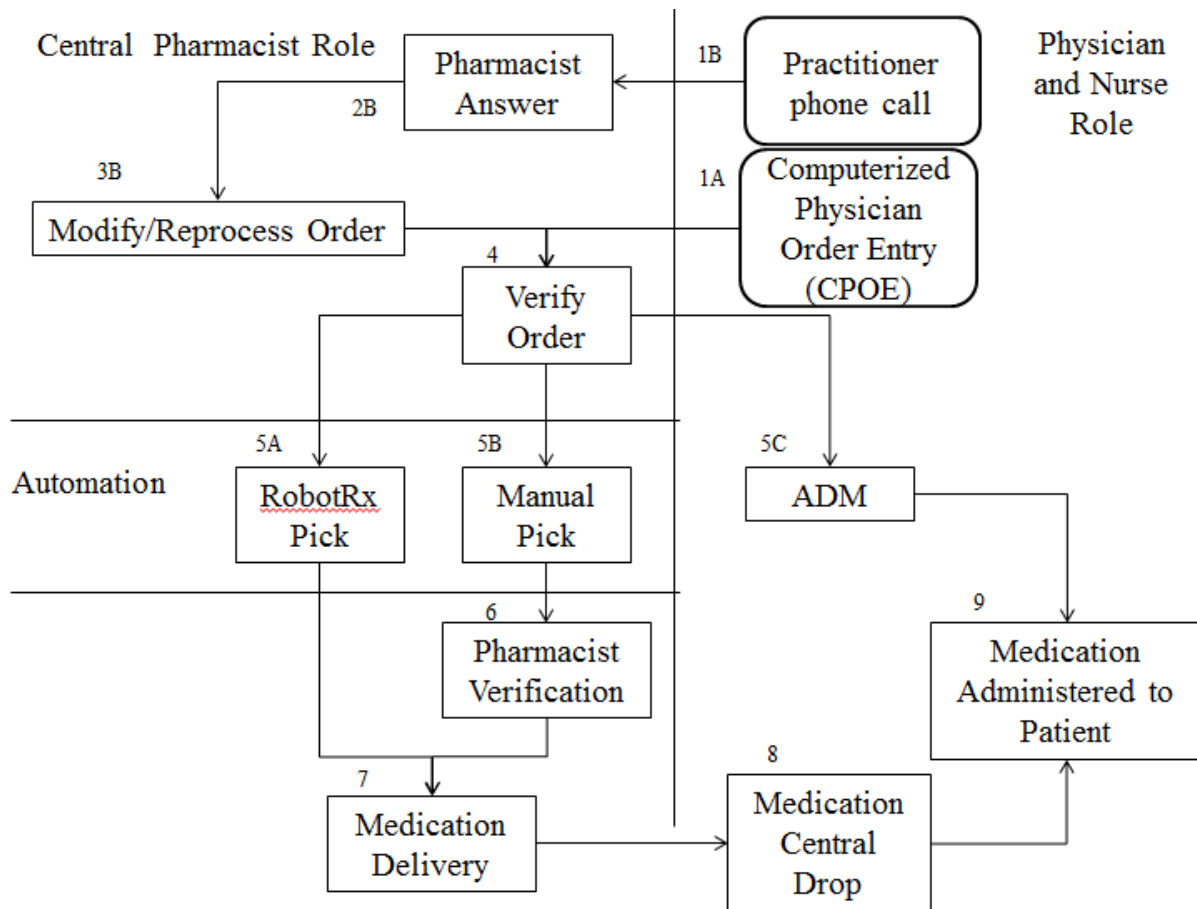 Central Pharmacist Role
Pharmacist
Answer
1B
Practitioner
phone call
Physician
and Nurse
Role
2B
3B
Modify/Reprocess Order
1A
Computerized
Physician
Order Entry
(CPOE)
4
Verify
Order
Automation
5A
RobotRx
Pick
5B
Manual
Pick
5C
ADM
6
Pharmacist
Verification
9
Medication
Administered to
Patient
7
Medication
Delivery
8
Medication
Central
Drop